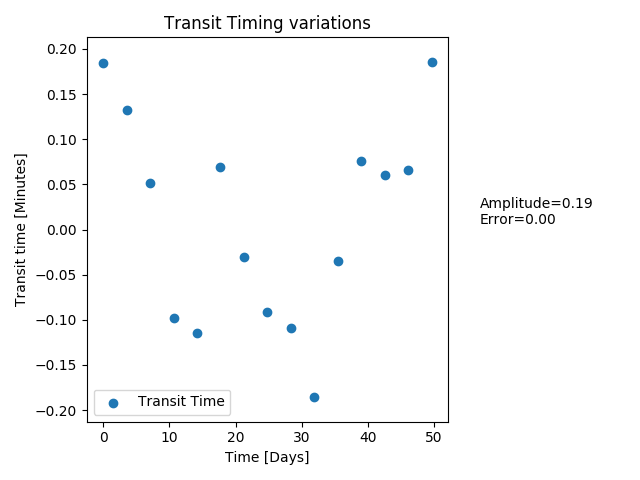 Transit Timing variations
0.20
0.15
0.10
0.05
0.00
−0.05
−0.10
−0.15
−0.20
Transit time [Minutes]
Transit Time
0
10
20
30
40
50
Time [Days]
Amplitude=0.19
Error=0.00